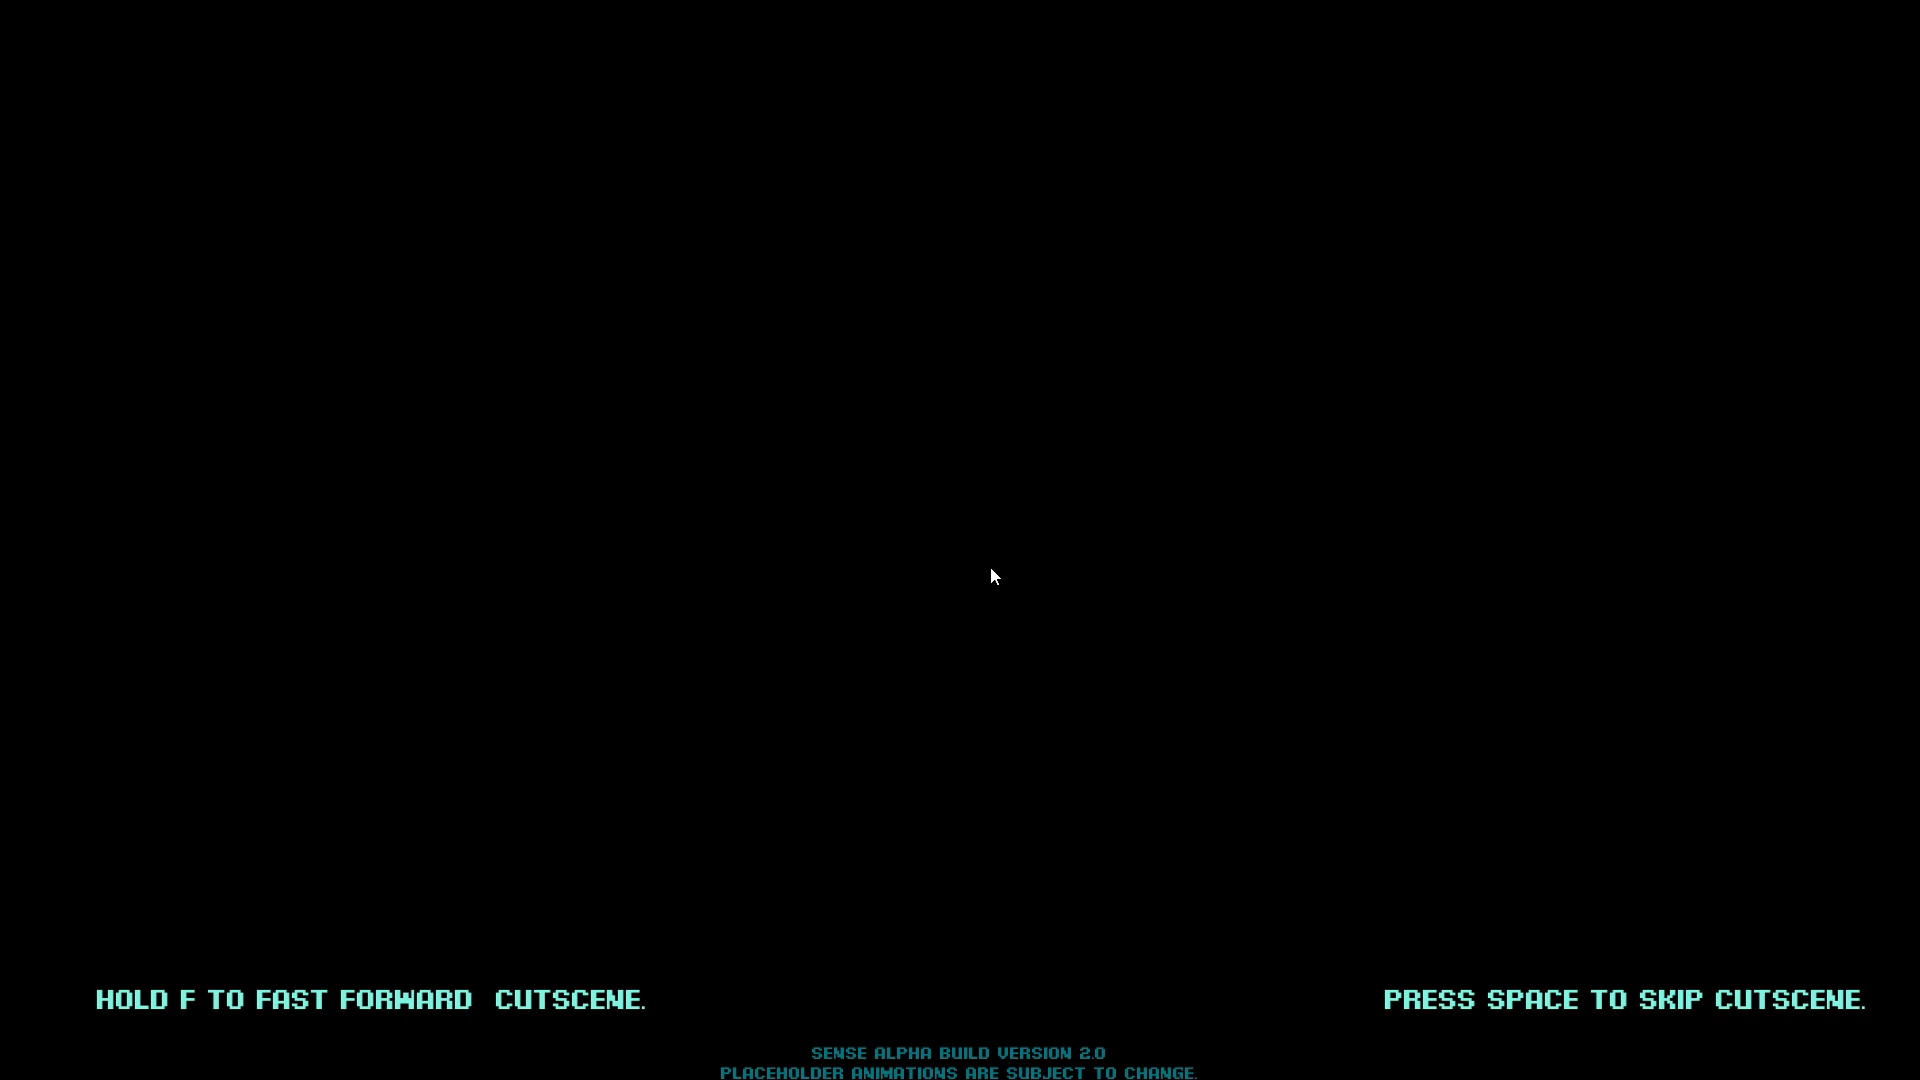 HOLD F TO FAST FORWARD  CUTSCENE.
PRESS SPACE TO SKIP CUTSCENE.
SENSE ALPHA BUILD VERSION 2.0
PLACEHOLDER ANIMATIONS ARE SUBJECT TO CHANGE.